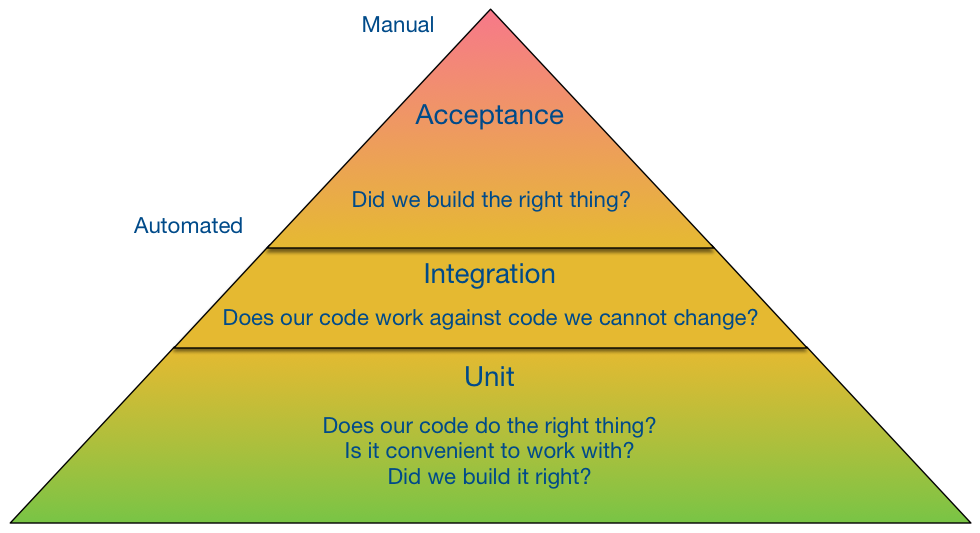 Manual
Acceptance
Did we build the right thing?
Automated
Integration
Does our code work against code we cannot change?
Unit
Does our code do the right thing?
Is it convenient to work with?
Did we build it right?